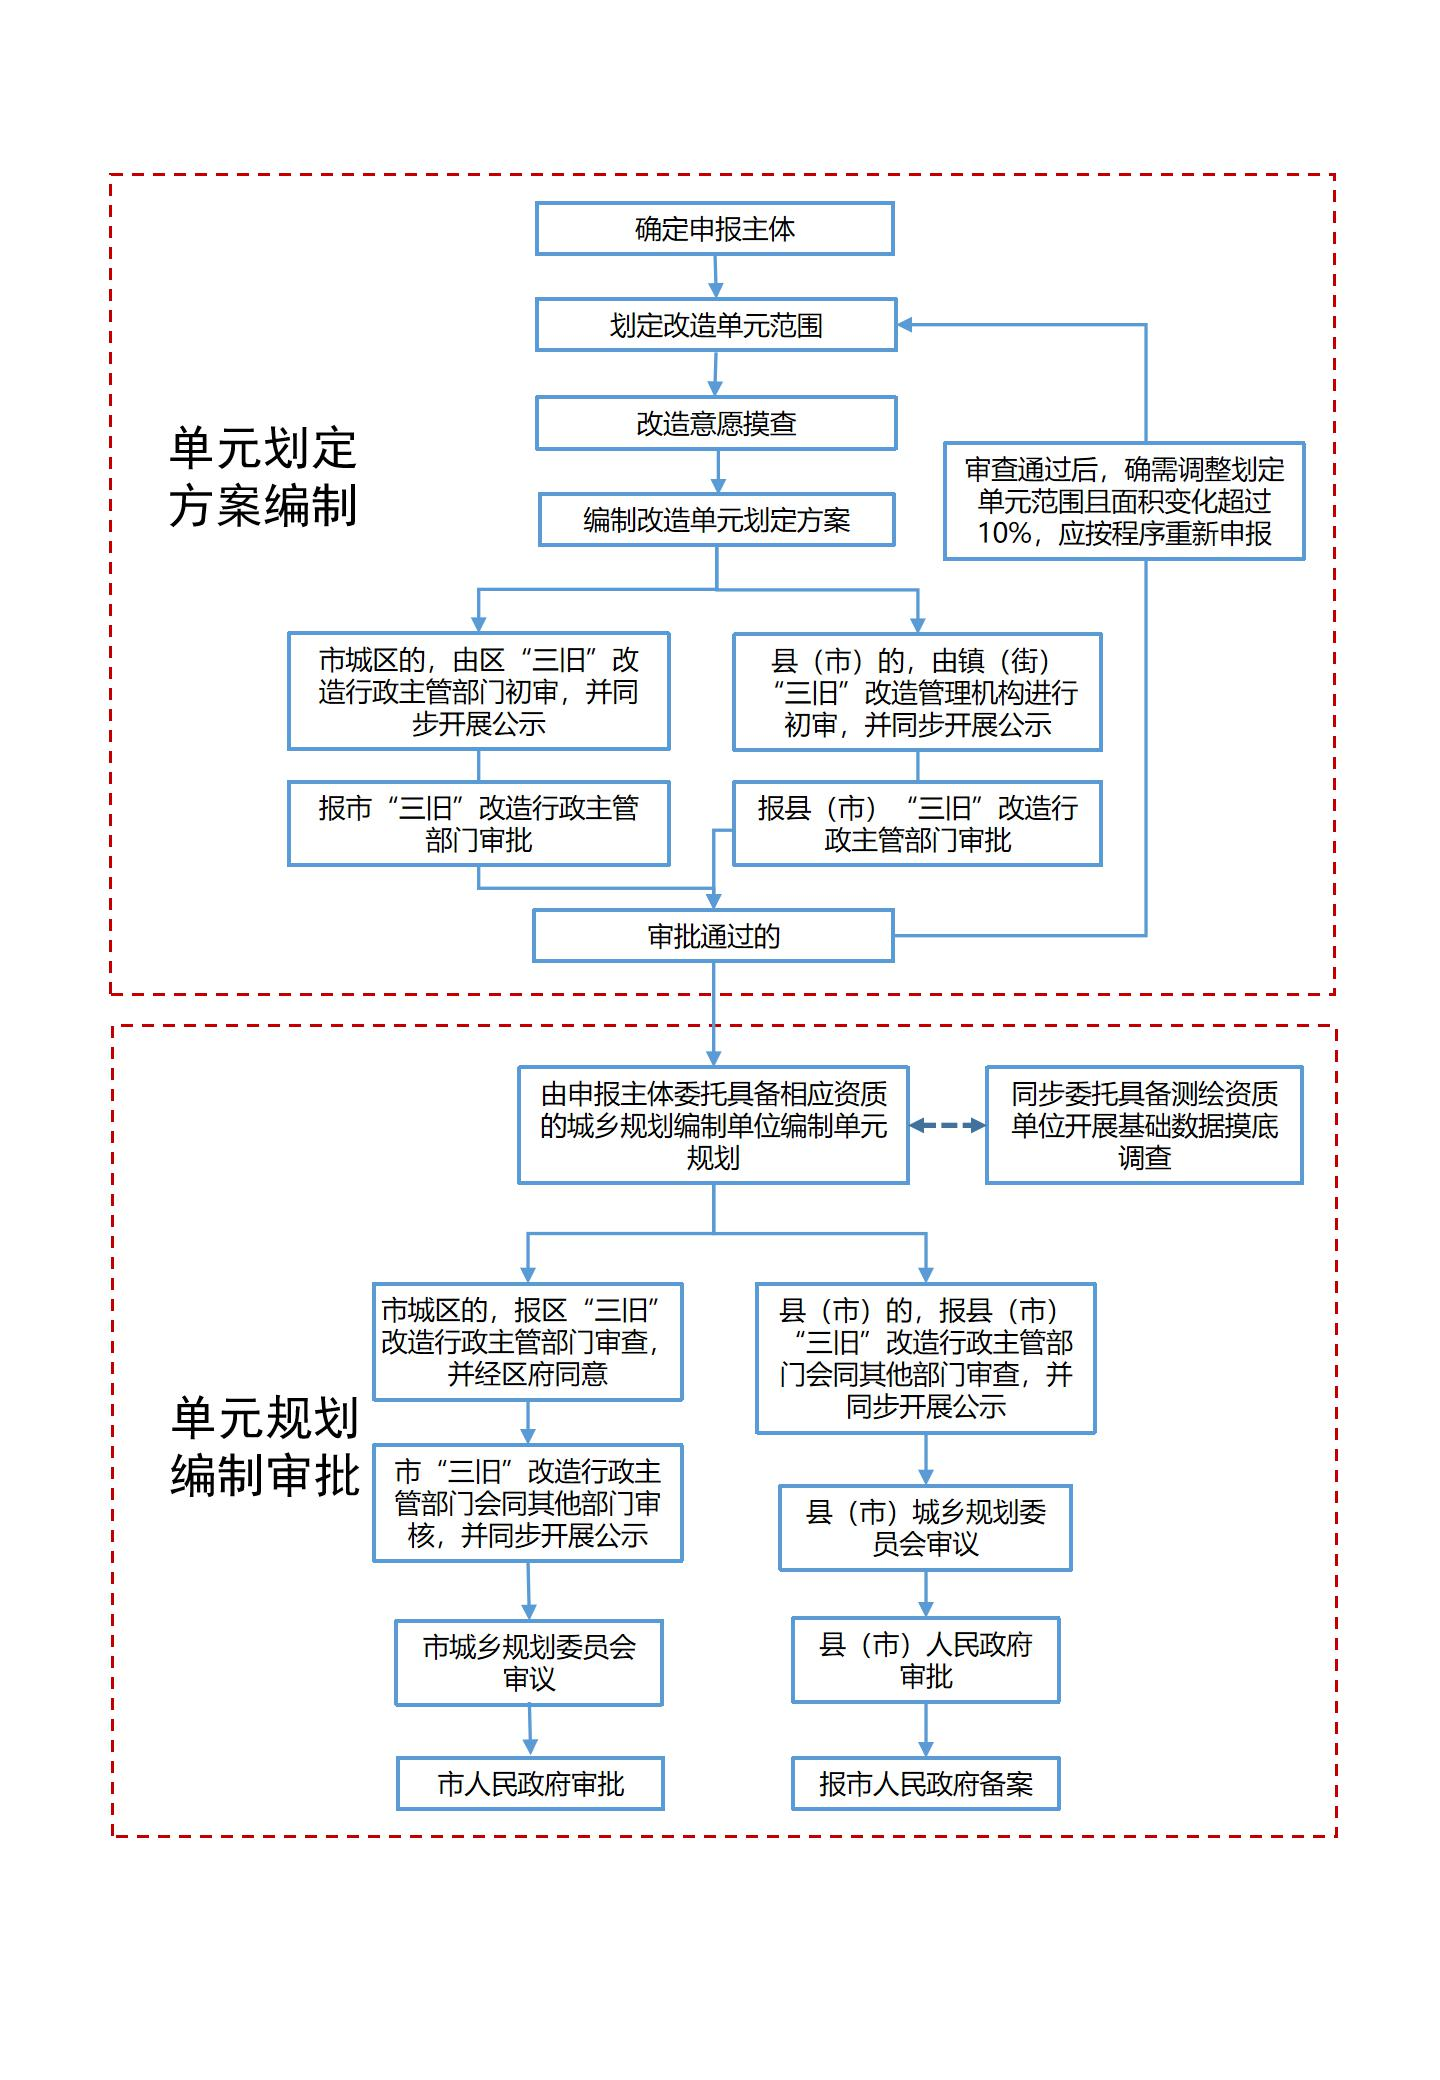 确定申报主体
划定改造单元范围
改造意愿摸查
单元划定
方案编制
编制改造单元划定方案
审查通过后，确需调整划定
单元范围且面积变化超过
10%，应按程序重新申报
市城区的，由区“三旧”改
造行政主管部门初审，并同
步开展公示
县（市）的，由镇（街）
“三旧”改造管理机构进行
初审，并同步开展公示
报市“三旧”改造行政主管
部门审批
报县（市）“三旧”改造行
政主管部门审批
审批通过的
由申报主体委托具备相应资质
的城乡规划编制单位编制单元
规划
同步委托具备测绘资质
单位开展基础数据摸底
调查
单元规划
编制审批
市城区的，报区“三旧”
改造行政主管部门审查，
并经区府同意
市“三旧”改造行政主
管部门会同其他部门审
核，并同步开展公示
市城乡规划委员会
审议
市人民政府审批
县（市）的，报县（市）
“三旧”改造行政主管部
门会同其他部门审查，并
同步开展公示
县（市）城乡规划委
员会审议
县（市）人民政府
审批
报市人民政府备案